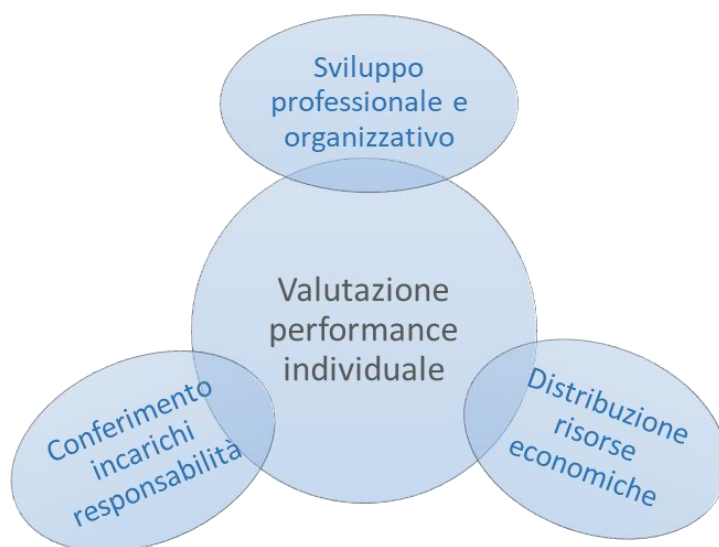 Sviluppo
professionale e
organizzativo
Valutazione
performance
individuale
Conferimento
incarichi
responsabilità
Distribuzione
risorse
economiche